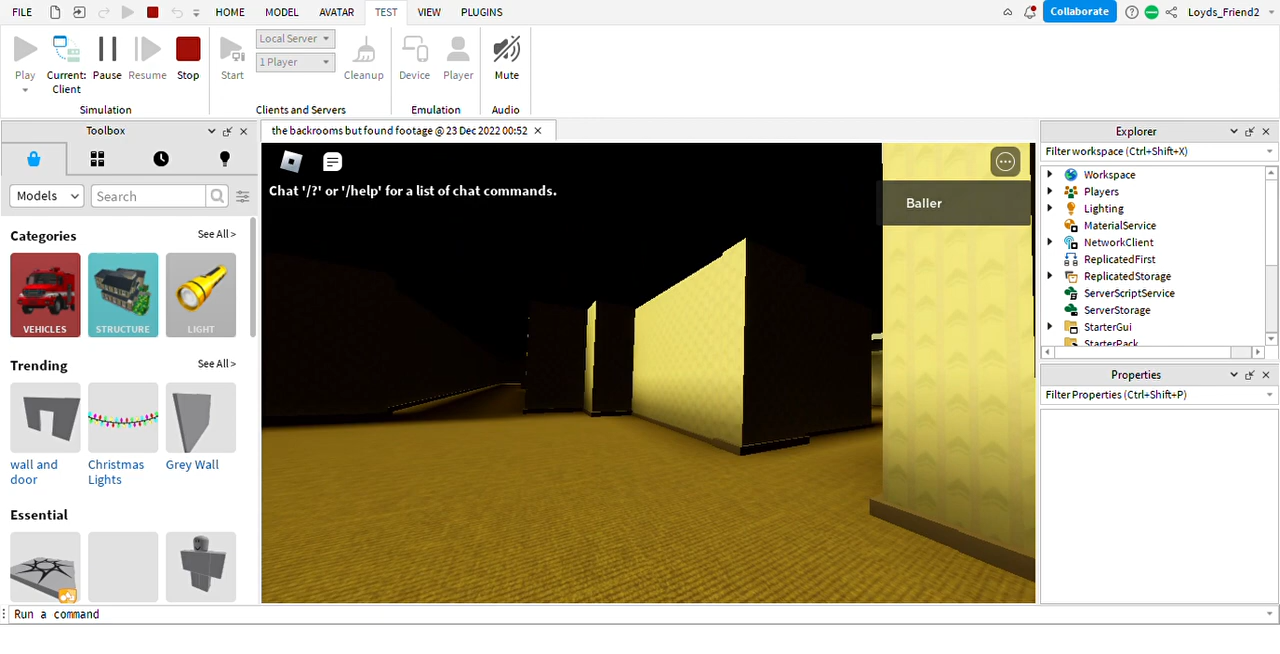 FILE HOME MODEL AVATAR TEST VIEW PLUGINS Collaborate Loyds_Friend2
Play Current: Client Pause Resume Stop
Simulation
Start Local Server 1 Player Cleanup
Clients and Servers
Device Player
Emulation
Mute
Audio
Toolbox
Models Search
Categories See All >
VEHICLES STRUCTURE LIGHT
Trending See All >
wall and door Christmas Lights Grey Wall
Essential
the backrooms but found footage @ 23 Dec 2022 00:52
Chat '/?' or '/help' for a list of chat commands.
Baller
Explorer
Filter workspace (Ctrl+Shift+X)
Workspace
Players
Lighting
MaterialService
NetworkClient
ReplicatedFirst
ReplicatedStorage
ServerScriptService
ServerStorage
StarterGui
StarterPack
Properties
Filter Properties (Ctrl+Shift+P)
Run a command